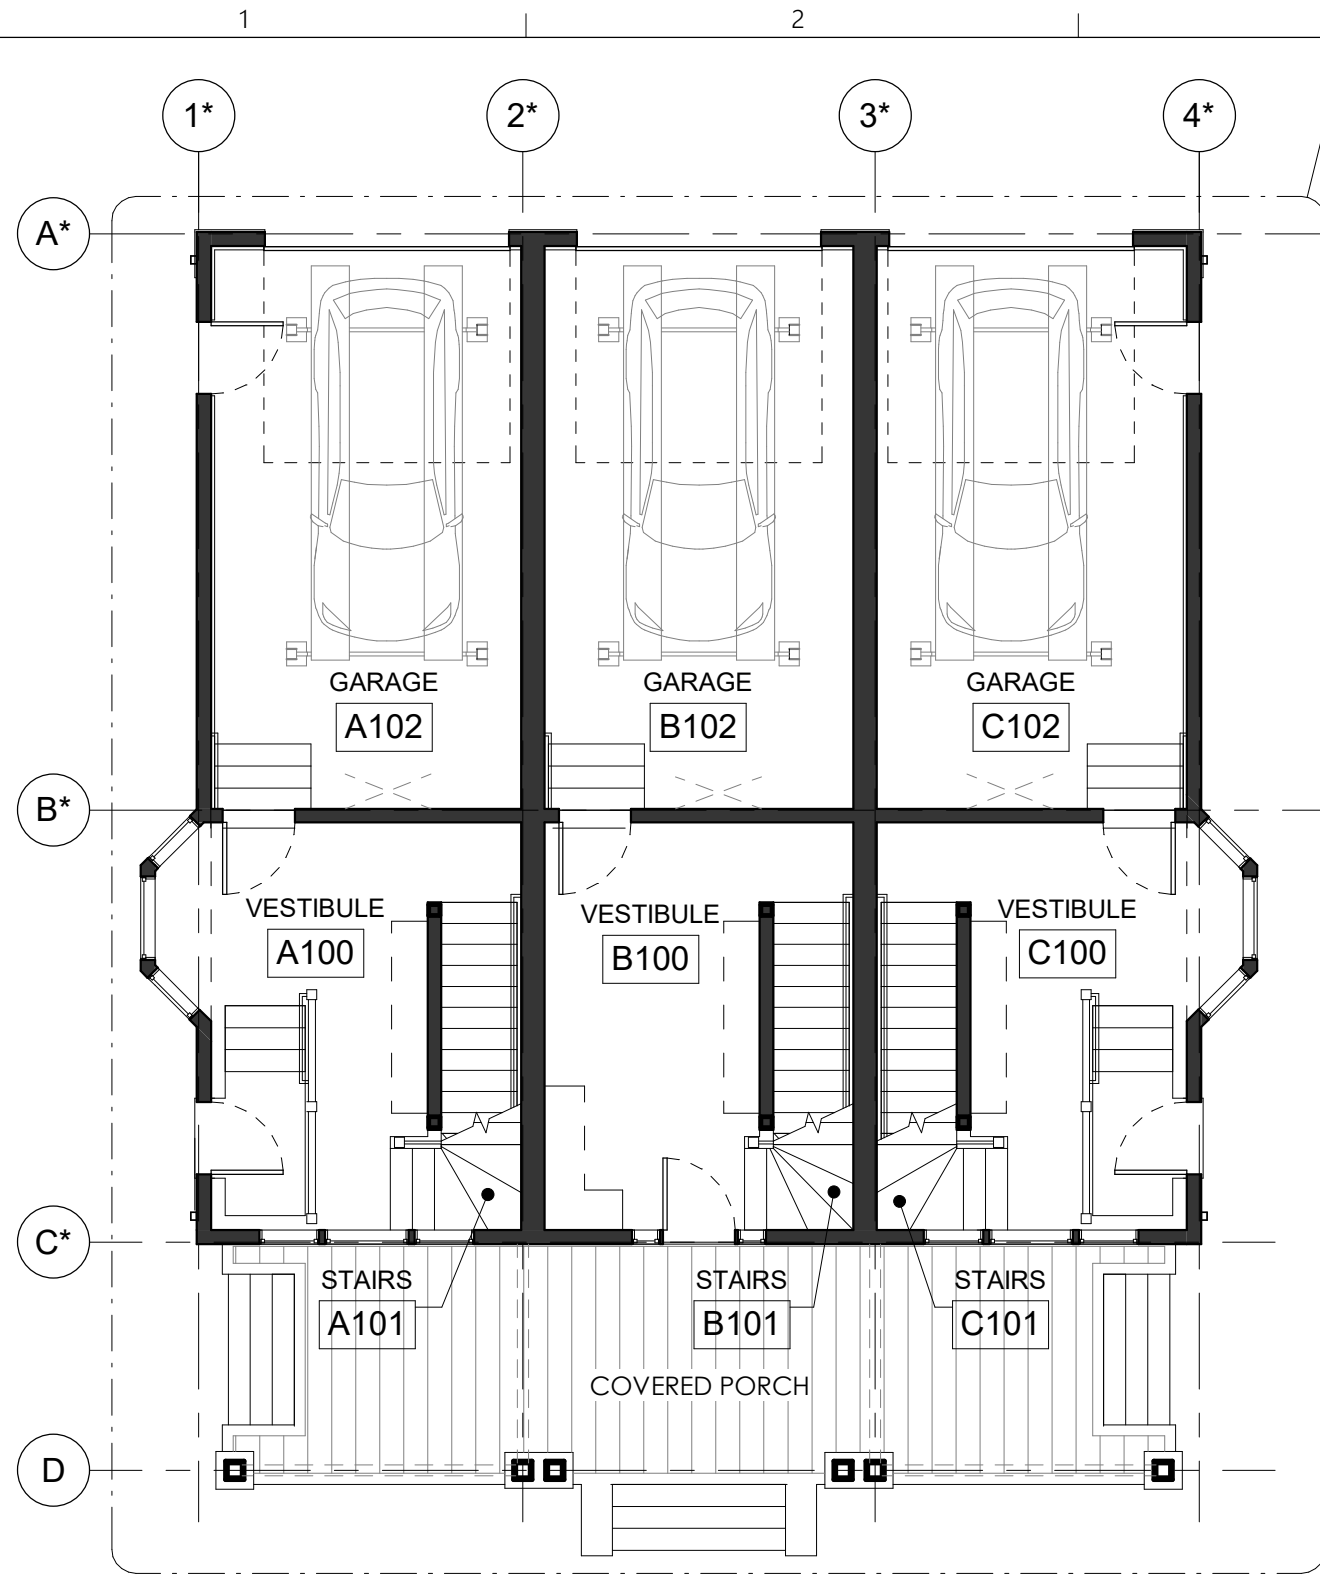 1 2
1* 2* 3* 4*
A*
GARAGE GARAGE GARAGE
A102 B102 C102
B*
VESTIBULE VESTIBULE VESTIBULE
A100 B100 C100
C*
STAIRS STAIRS STAIRS
A101 B101 C101
COVERED PORCH
D